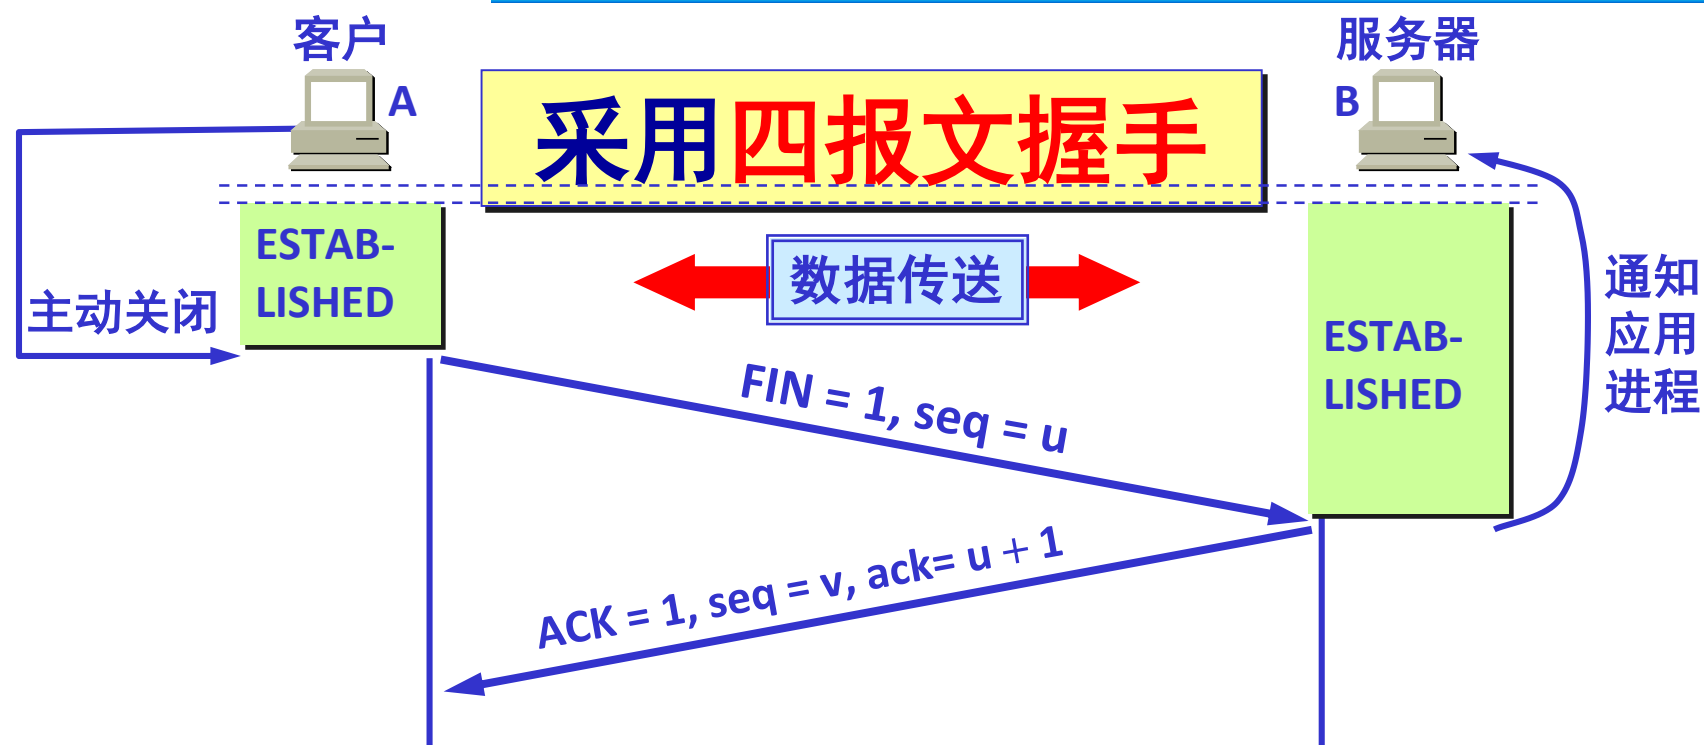 客户
服务器
A
B
采用四报文握手
ESTAB-
LISHED
数据传送
主动关闭
ESTAB-
LISHED
通知
应用
进程
FIN = 1, seq = u
ACK = 1, seq = v, ack= u + 1